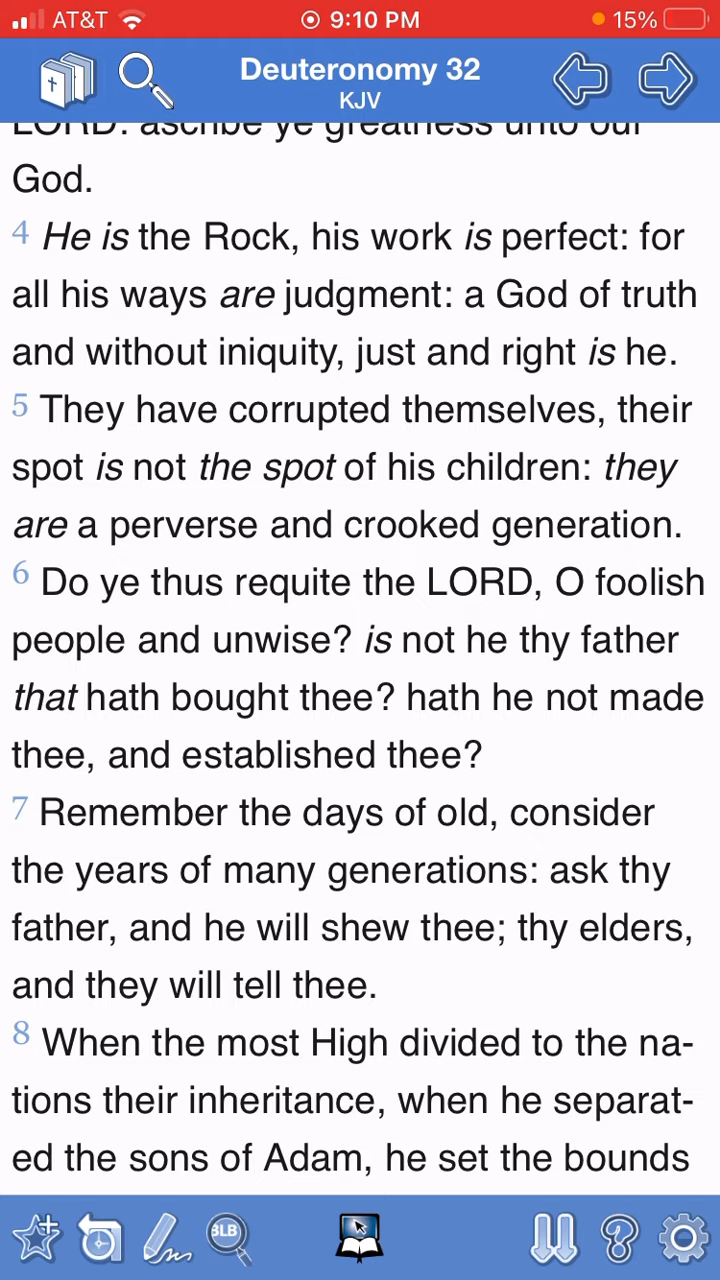 AT&T 9:10 PM 15%
Deuteronomy 32
KJV
LORD: ascribe ye greatness unto our
God.
4 He is the Rock, his work is perfect: for
all his ways are judgment: a God of truth
and without iniquity, just and right is he.
5 They have corrupted themselves, their
spot is not the spot of his children: they
are a perverse and crooked generation.
6 Do ye thus requite the LORD, O foolish
people and unwise? is not he thy father
that hath bought thee? hath he not made
thee, and established thee?
7 Remember the days of old, consider
the years of many generations: ask thy
father, and he will shew thee; thy elders,
and they will tell thee.
8 When the most High divided to the na-
tions their inheritance, when he separat-
ed the sons of Adam, he set the bounds
BLB